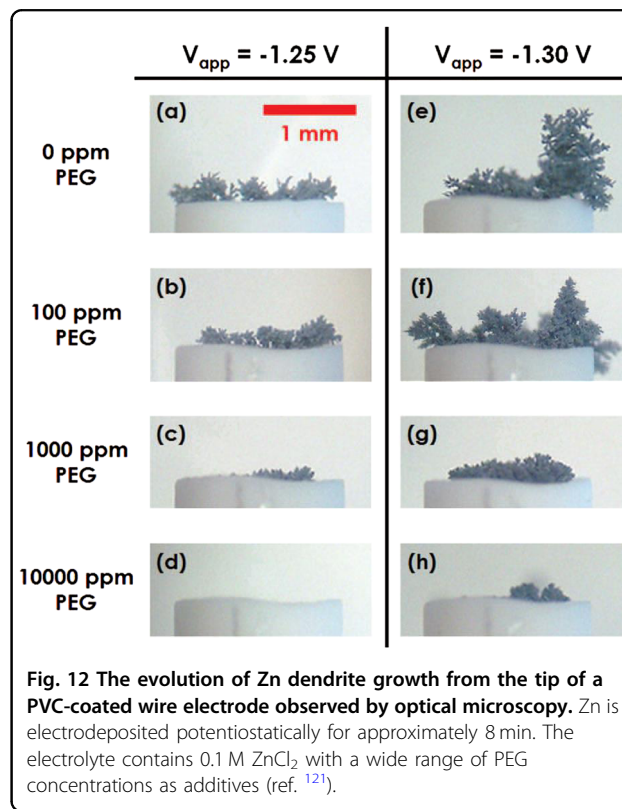 V_app = -1.25 V
V_app = -1.30 V
0 ppm
PEG
(a)
1 mm
(e)
100 ppm
PEG
(b)
(f)
1000 ppm
PEG
(c)
(g)
10000 ppm
PEG
(d)
(h)
Fig. 12 The evolution of Zn dendrite growth from the tip of a
PVC-coated wire electrode observed by optical microscopy. Zn is
electrodeposited potentiostatically for approximately 8 min. The
electrolyte contains 0.1 M ZnCl₂ with a wide range of PEG
concentrations as additives (ref. ¹²¹).